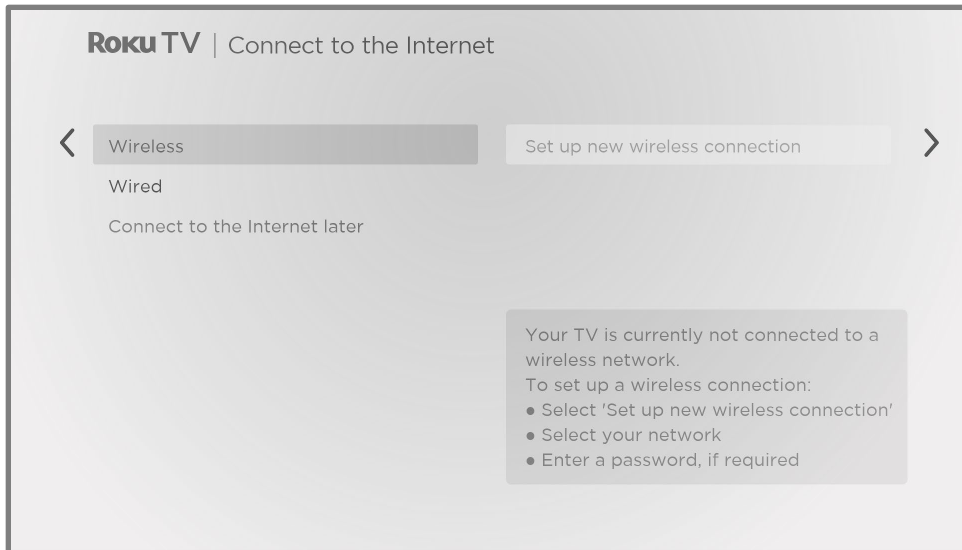 Roku TV | Connect to the Internet
Wireless
Set up new wireless connection
Wired
Connect to the Internet later
Your TV is currently not connected to a
wireless network.
To set up a wireless connection:
● Select 'Set up new wireless connection'
● Select your network
● Enter a password, if required